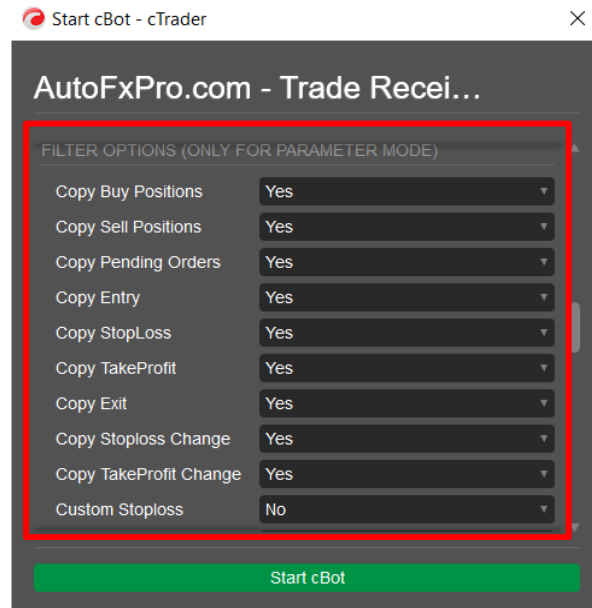 Start cBot - cTrader
AutoFxPro.com - Trade Recei...
FILTER OPTIONS (ONLY FOR PARAMETER MODE)
Copy Buy Positions Yes
Copy Sell Positions Yes
Copy Pending Orders Yes
Copy Entry Yes
Copy StopLoss Yes
Copy TakeProfit Yes
Copy Exit Yes
Copy Stoploss Change Yes
Copy TakeProfit Change Yes
Custom Stoploss No
Start cBot